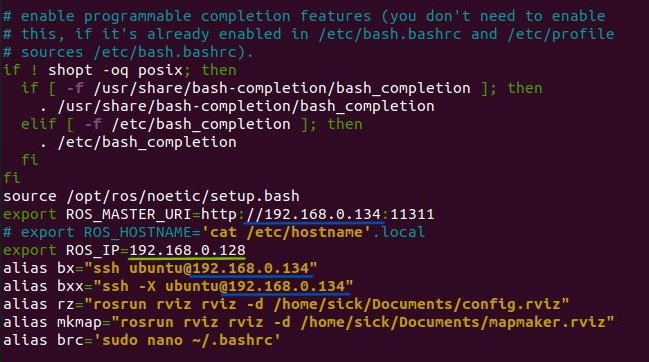 # enable programmable completion features (you don't need to enable
# this, if it's already enabled in /etc/bash.bashrc and /etc/profile
# sources /etc/bash.bashrc).
if ! shopt -oq posix; then
  if [ -f /usr/share/bash-completion/bash_completion ]; then
    . /usr/share/bash-completion/bash_completion
  elif [ -f /etc/bash_completion ]; then
    . /etc/bash_completion
  fi
fi
source /opt/ros/noetic/setup.bash
export ROS_MASTER_URI=http://192.168.0.134:11311
# export ROS_HOSTNAME='cat /etc/hostname'.local
export ROS_IP=192.168.0.128
alias bx="ssh ubuntu@192.168.0.134"
alias bxx="ssh -X ubuntu@192.168.0.134"
alias rz="rosrun rviz rviz -d /home/sick/Documents/config.rviz"
alias mkmap="rosrun rviz rviz -d /home/sick/Documents/mapmaker.rviz"
alias brc='sudo nano ~/.bashrc'